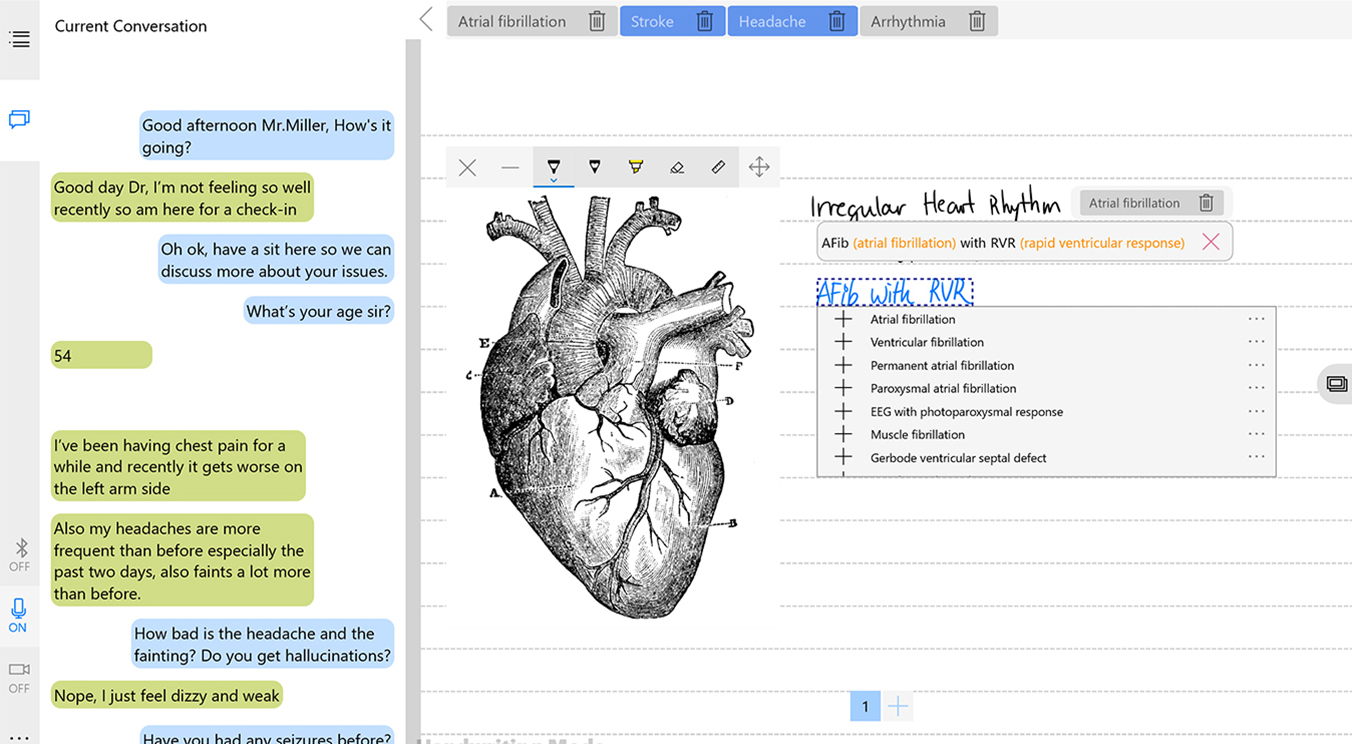 Current Conversation
Good afternoon Mr.Miller, How's it
going?
Good day Dr, I'm not feeling so well
recently so am here for a check-in
Oh ok, have a sit here so we can
discuss more about your issues.
What's your age sir?
54
I've been having chest pain for a
while and recently it gets worse on
the left arm side
Also my headaches are more
frequent than before especially the
past two days, also faints a lot more
than before.
How bad is the headache and the
fainting? Do you get hallucinations?
Nope, I just feel dizzy and weak
Have you had any seizures before?
OFF
ON
OFF
Atrial fibrillation
Stroke
Headache
Arrhythmia
E
C
A
F
D
B
Irregular Heart Rhythm
Atrial fibrillation
AFib (atrial fibrillation) with RVR (rapid ventricular response)
AFib with RVR
Atrial fibrillation
Ventricular fibrillation
Permanent atrial fibrillation
Paroxysmal atrial fibrillation
EEG with photoparoxysmal response
Muscle fibrillation
Gerbode ventricular septal defect
1
Handwriting Mode